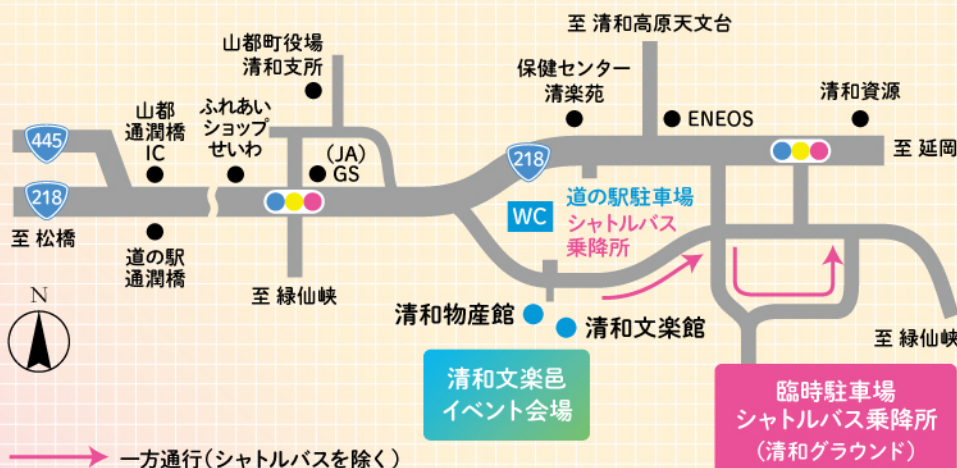 至 清和高原天文台
山都町役場
清和支所
保健センター
清楽苑
ENEOS
清和資源
山都
通潤橋
IC
ふれあい
ショップ
せいわ
(JA)
GS
445
218
218
至 延岡
至 松橋
道の駅
通潤橋
至 緑仙峡
WC
道の駅駐車場
シャトルバス
乗降所
N
清和物産館
清和文楽館
至 緑仙峡
清和文楽邑
イベント会場
臨時駐車場
シャトルバス乗降所
(清和グラウンド)
一方通行(シャトルバスを除く)